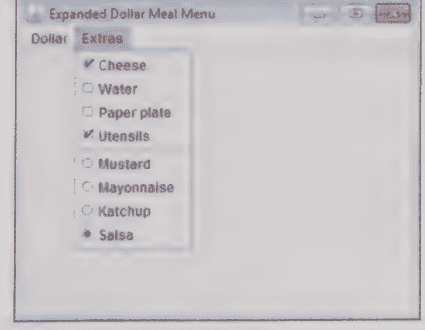 Expanded Dollar Meal Menu
Dollar Extras
Cheese
Water
Paper plate
Utensils
Mustard
Mayonnaise
Katchup
Salsa